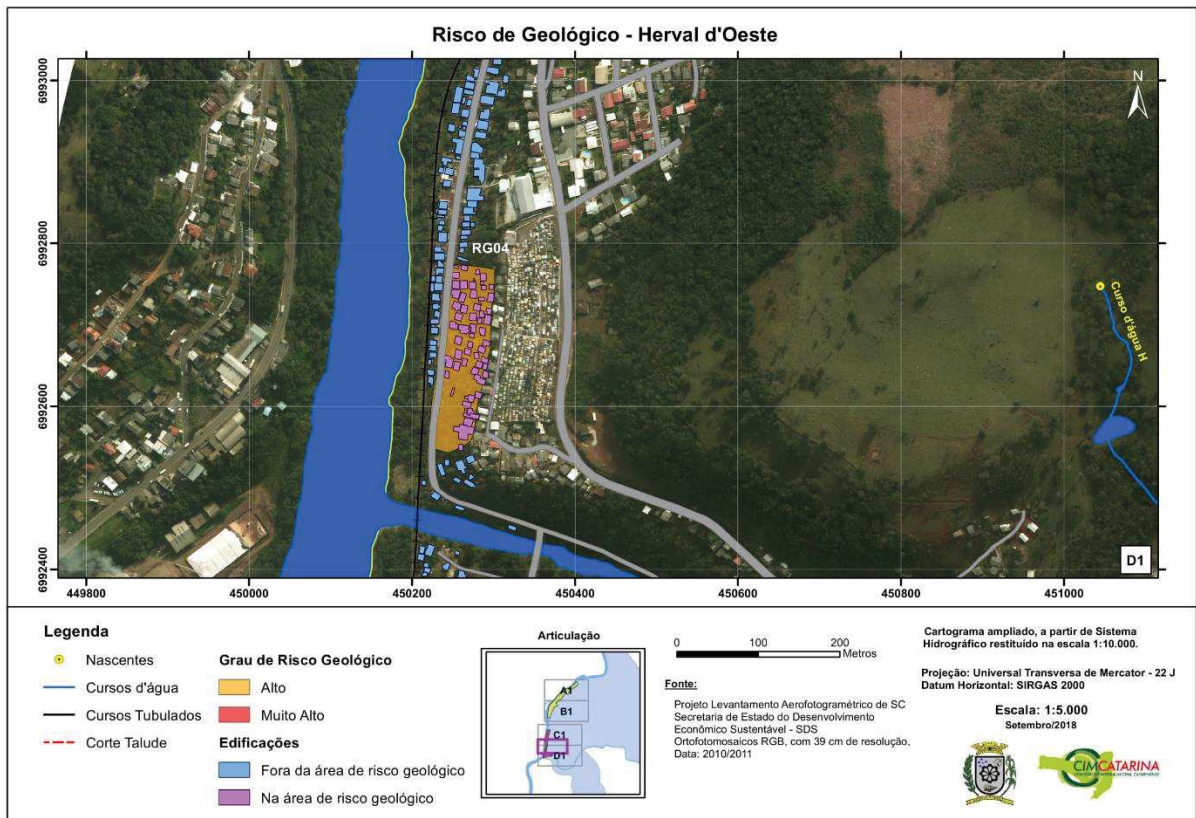 Risco de Geológico - Herval d'Oeste
6993000
6992800
6992600
6992400
N
RG04
Curso d'água H
D1
449800
450000
450200
450400
450600
450800
451000
Legenda
Nascentes
Cursos d'água
Cursos Tubulados
Corte Talude
Grau de Risco Geológico
Alto
Muito Alto
Edificações
Fora da área de risco geológico
Na área de risco geológico
Articulação
A1
B1
C1
D1
0 100 200
Metros
Fonte:
Projeto Levantamento Aerofotogramétrico de SC
Secretaria de Estado do Desenvolvimento
Econômico Sustentável - SDS
Ortofotomosaicos RGB, com 39 cm de resolução,
Data: 2010/2011
Cartograma ampliado, a partir de Sistema
Hidrográfico restituído na escala 1:10.000.
Projeção: Universal Transversa de Mercator - 22 J
Datum Horizontal: SIRGAS 2000
Escala: 1:5.000
Setembro/2018
CIMCATARINA